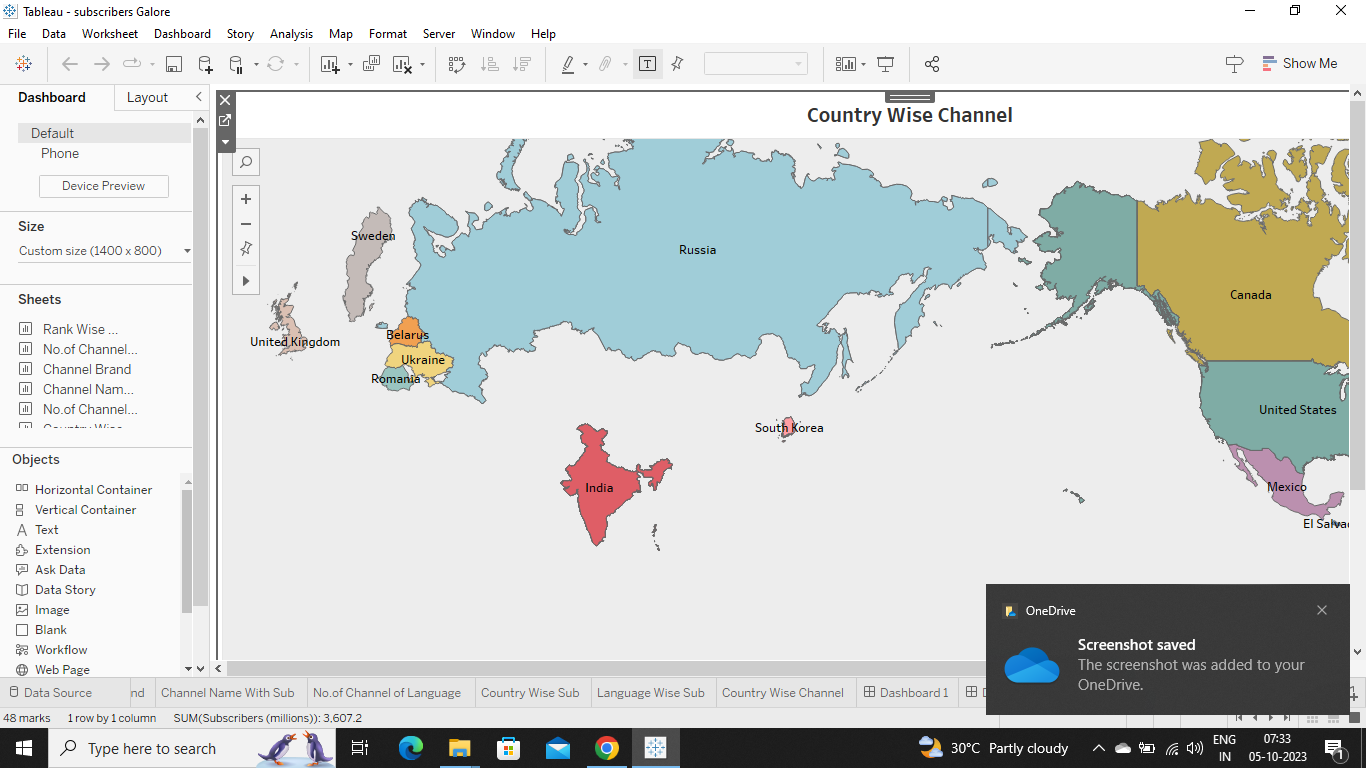 Tableau - subscribers Galore
File Data Worksheet Dashboard Story Analysis Map Format Server Window Help
Show Me
Dashboard Layout
Default
Phone
Device Preview
Size
Custom size (1400 x 800)
Sheets
Rank Wise ...
No.of Channel...
Channel Brand
Channel Nam...
No.of Channel...
Objects
Horizontal Container
Vertical Container
Text
Extension
Ask Data
Data Story
Image
Blank
Workflow
Web Page
Country Wise Channel
Sweden
Russia
Canada
United Kingdom
Belarus
Ukraine
Romania
United States
South Korea
India
Mexico
El Salva
OneDrive
Screenshot saved
The screenshot was added to your
OneDrive.
Data Source nd Channel Name With Sub No.of Channel of Language Country Wise Sub Language Wise Sub Country Wise Channel Dashboard 1
48 marks 1 row by 1 column SUM(Subscribers (millions)): 3,607.2
Type here to search
30°C Partly cloudy
ENG
IN
07:33
05-10-2023
1